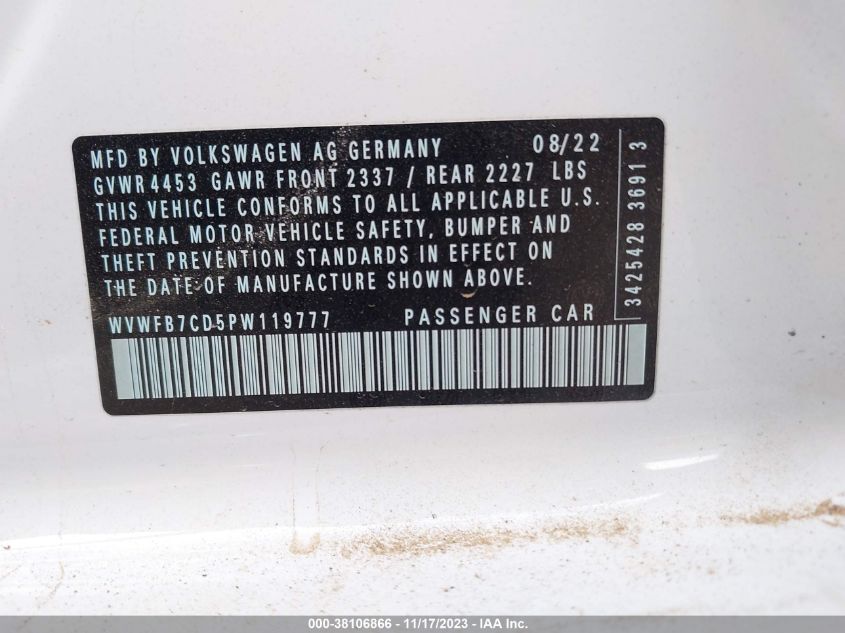 MFD BY VOLKSWAGEN AG GERMANY 08/22
GVWR 4453 GAWR FRONT 2337 / REAR 2227 LBS
THIS VEHICLE CONFORMS TO ALL APPLICABLE U.S.
FEDERAL MOTOR VEHICLE SAFETY, BUMPER AND
THEFT PREVENTION STANDARDS IN EFFECT ON
THE DATE OF MANUFACTURE SHOWN ABOVE.
WVWFB7CD5PW119777 PASSENGER CAR
3425428 3691 3
000-38106866 - 11/17/2023 - IAA Inc.